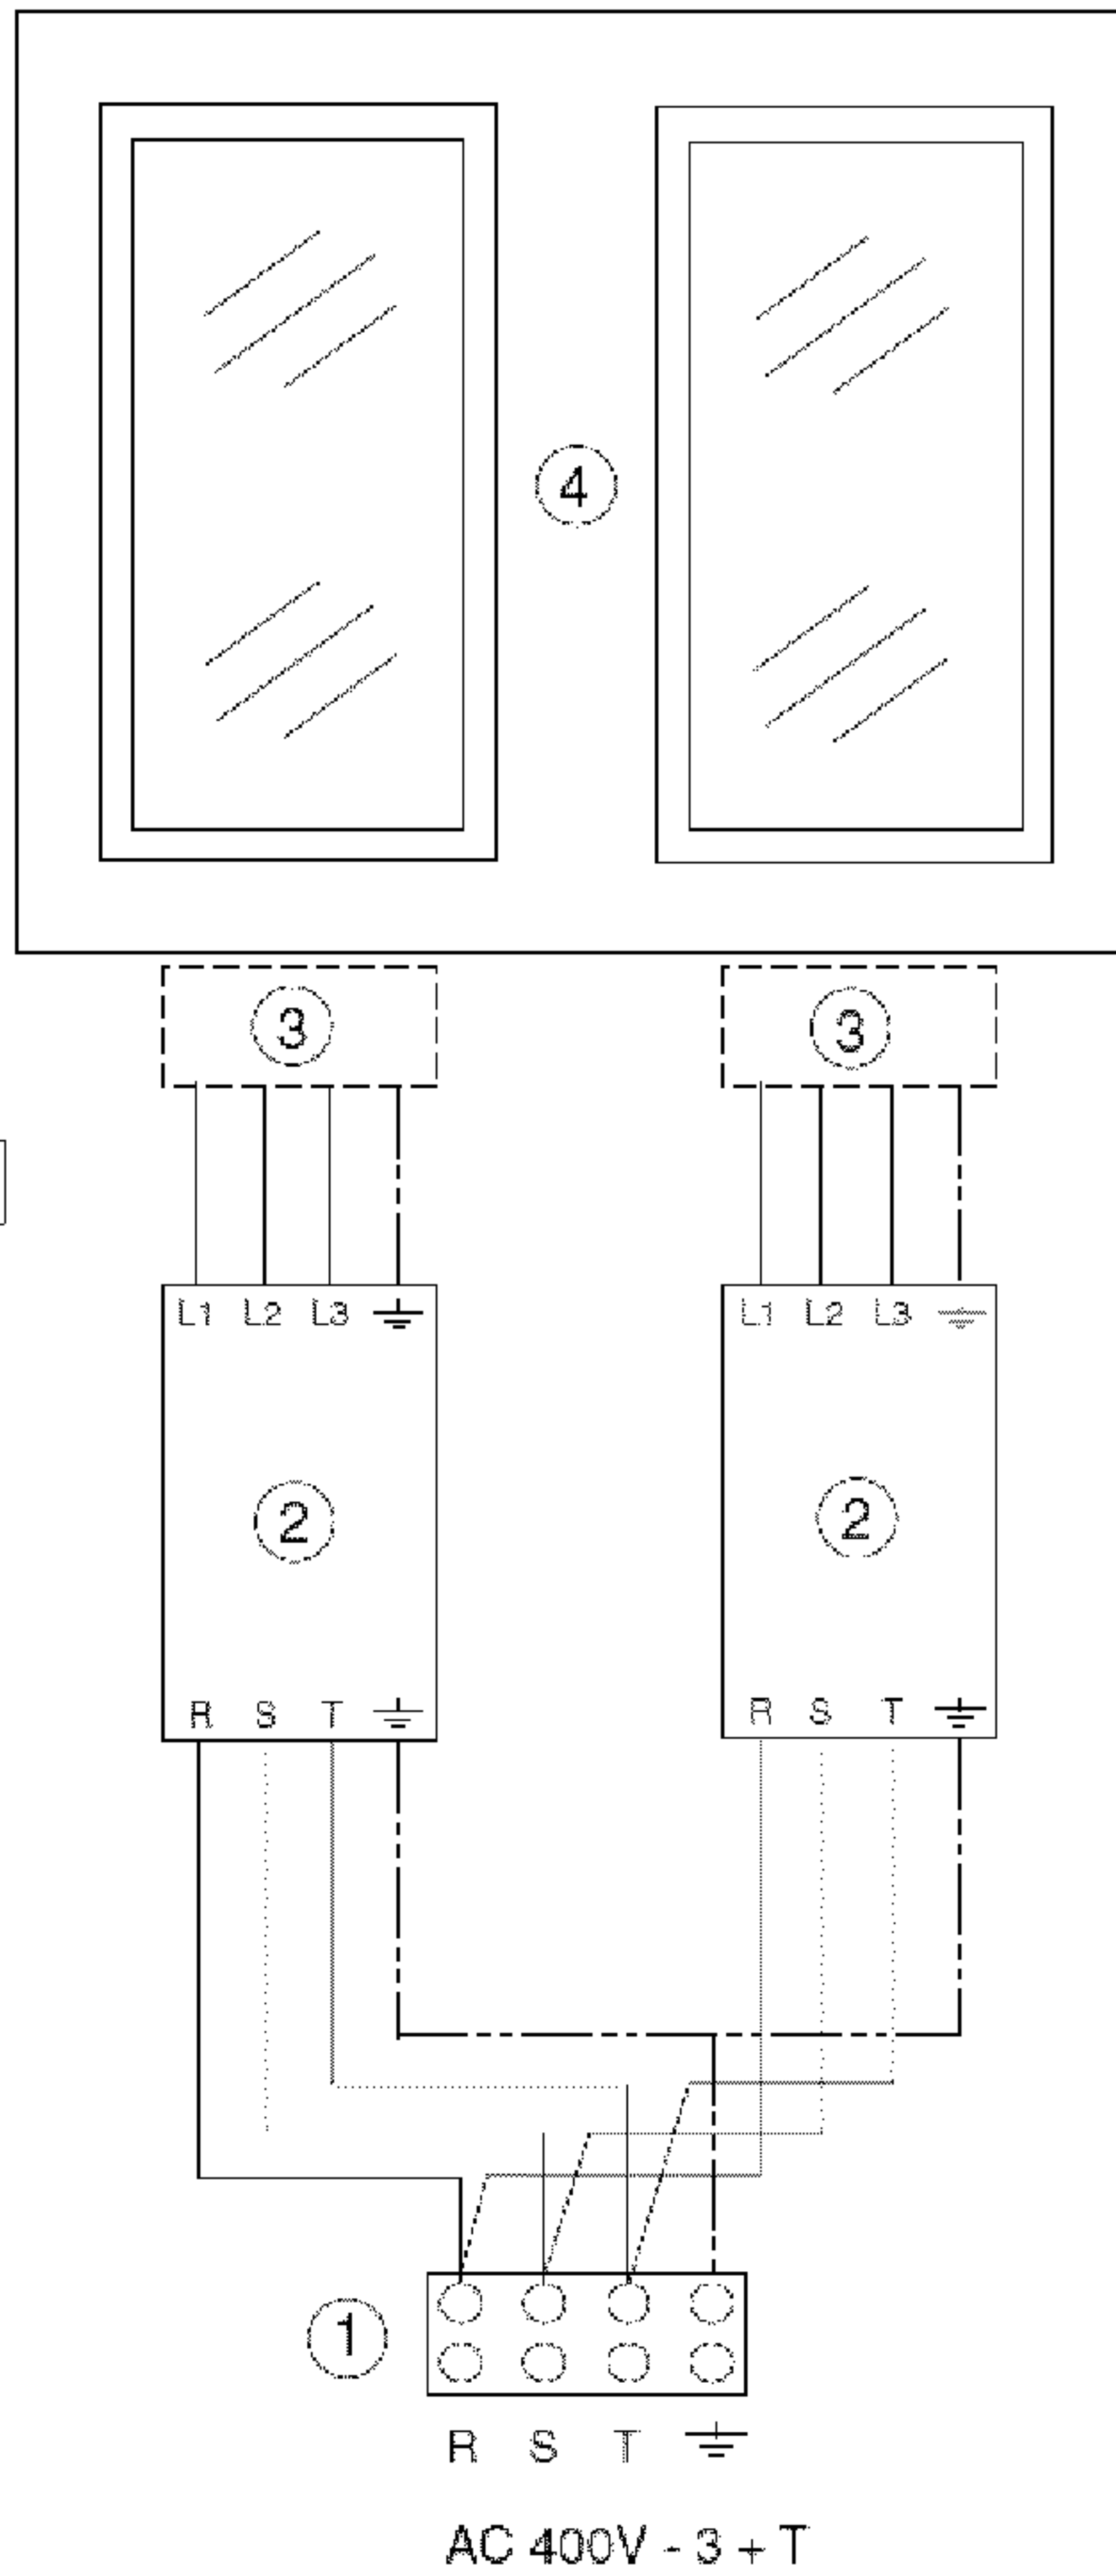 4
3 3
L1 L2 L3 L1 L2 L3
2 2
R S T R S T
1
R S T
AC 400V - 3 + T